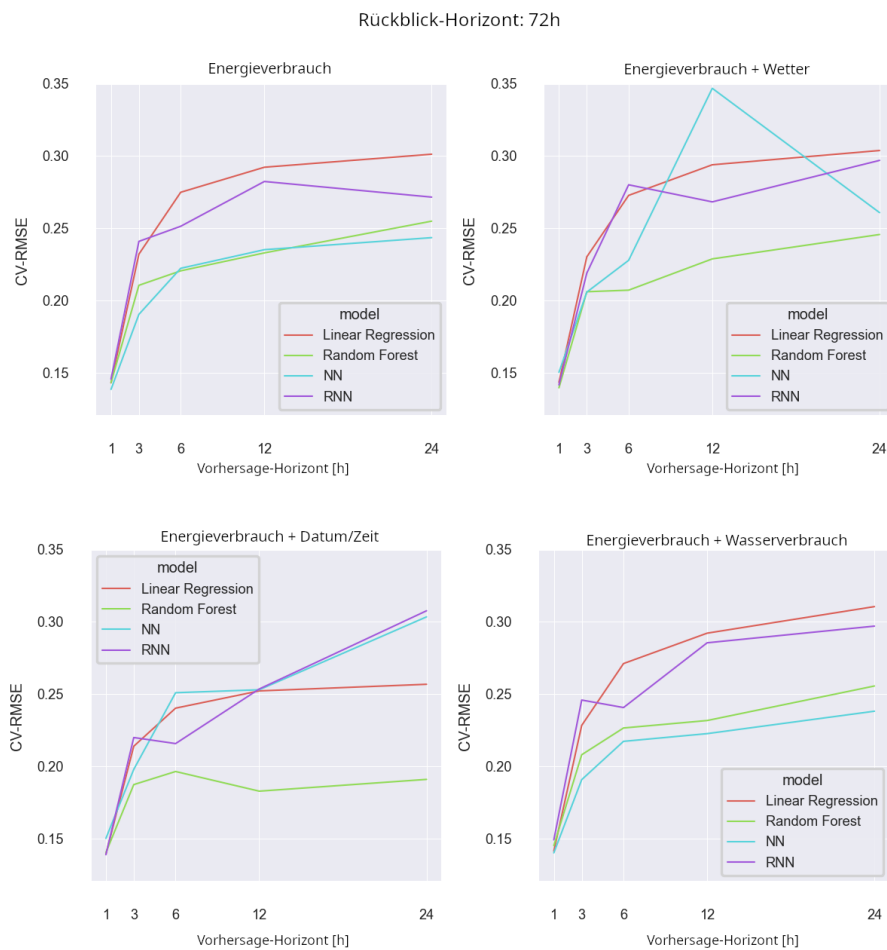 Rückblick-Horizont: 72h
Energieverbrauch
0.35
0.30
0.25
0.20
0.15
CV-RMSE
model
Linear Regression
Random Forest
NN
RNN
1 3 6 12 24
Vorhersage-Horizont [h]
Energieverbrauch + Wetter
0.35
0.30
0.25
0.20
0.15
CV-RMSE
model
Linear Regression
Random Forest
NN
RNN
1 3 6 12 24
Vorhersage-Horizont [h]
Energieverbrauch + Datum/Zeit
0.35
0.30
0.25
0.20
0.15
CV-RMSE
model
Linear Regression
Random Forest
NN
RNN
1 3 6 12 24
Vorhersage-Horizont [h]
Energieverbrauch + Wasserverbrauch
0.35
0.30
0.25
0.20
0.15
CV-RMSE
model
Linear Regression
Random Forest
NN
RNN
1 3 6 12 24
Vorhersage-Horizont [h]